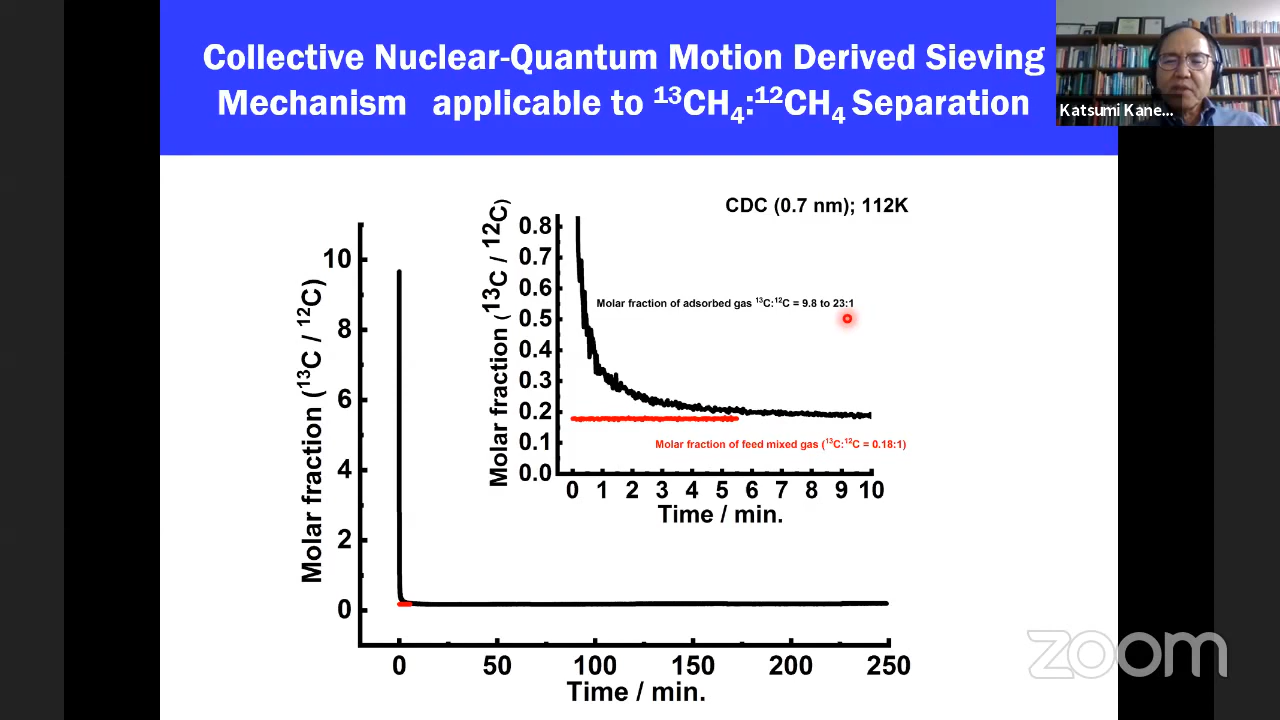 Collective Nuclear-Quantum Motion Derived Sieving
Mechanism applicable to ¹³CH₄:¹²CH₄ Separation
Katsumi Kane...
CDC (0.7 nm); 112K
Molar fraction (¹³C / ¹²C)
10
8
6
4
2
0
0 50 100 150 200 250
Time / min.
Molar fraction (¹³C / ¹²C)
0.8
0.7
0.6
0.5
0.4
0.3
0.2
0.1
0.0
Molar fraction of adsorbed gas ¹³C:¹²C = 9.8 to 23:1
Molar fraction of feed mixed gas (¹³C:¹²C = 0.18:1)
0 1 2 3 4 5 6 7 8 9 10
Time / min.
zoom